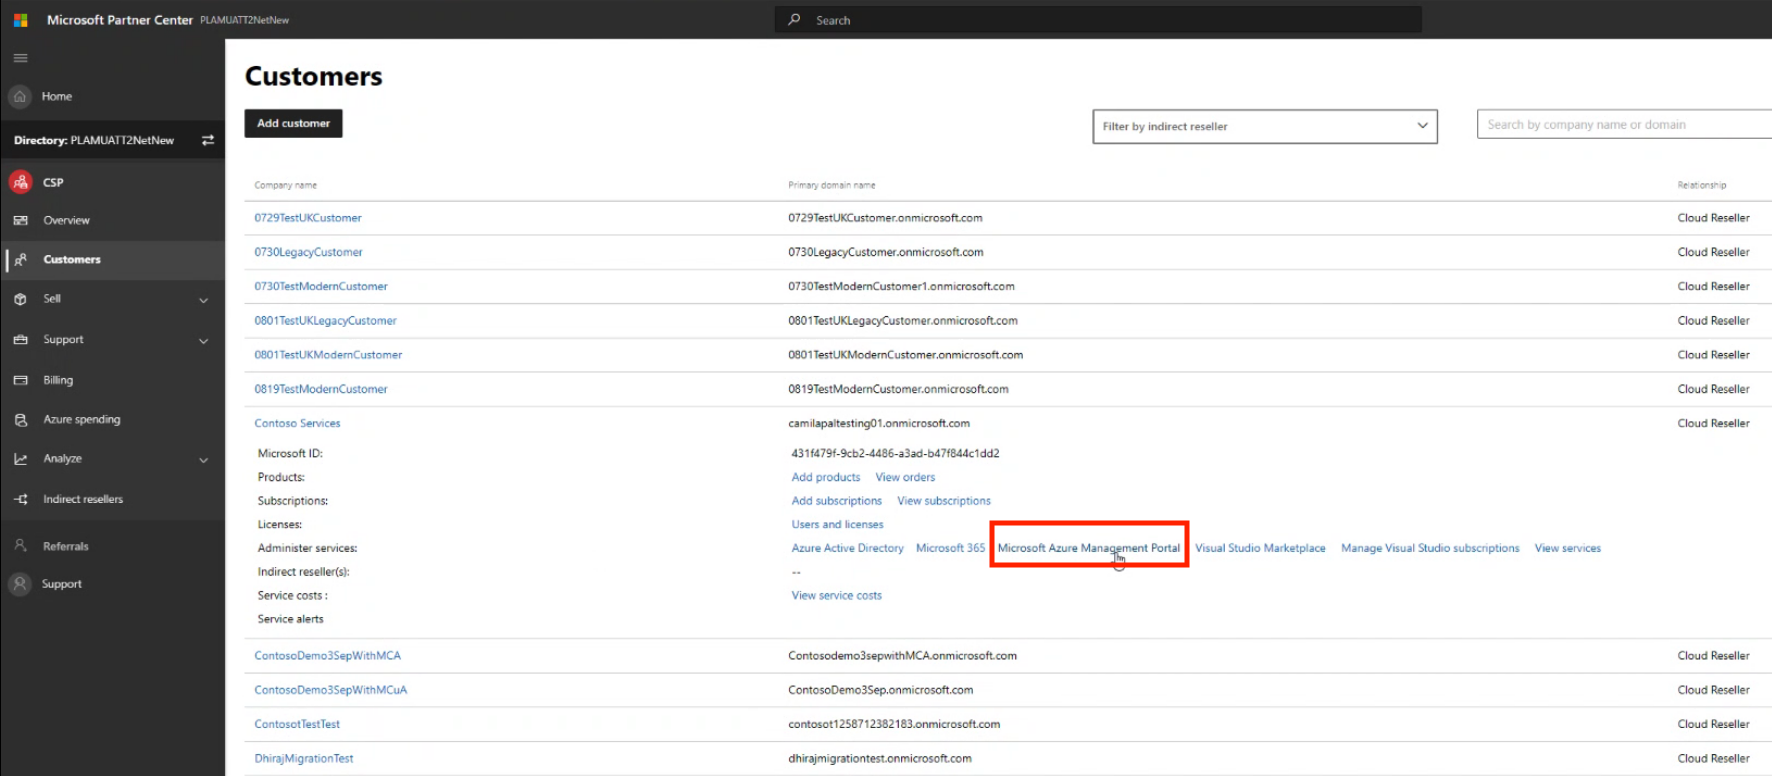 Microsoft Partner Center PLAMUATT2NetNew
Search
Home
Directory: PLAMUATT2NetNew
CSP
Overview
Customers
Sell
Support
Billing
Azure spending
Analyze
Indirect resellers
Referrals
Support
Customers
Add customer
Filter by indirect reseller
Search by company name or domain
Company name Primary domain name Relationship
0729TestUKCustomer 0729TestUKCustomer.onmicrosoft.com Cloud Reseller
0730LegacyCustomer 0730LegacyCustomer.onmicrosoft.com Cloud Reseller
0730TestModernCustomer 0730TestModernCustomer1.onmicrosoft.com Cloud Reseller
0801TestUKLegacyCustomer 0801TestUKLegacyCustomer.onmicrosoft.com Cloud Reseller
0801TestUKModernCustomer 0801TestUKModernCustomer.onmicrosoft.com Cloud Reseller
0819TestModernCustomer 0819TestModernCustomer.onmicrosoft.com Cloud Reseller
Contoso Services camilapaltesting01.onmicrosoft.com Cloud Reseller
Microsoft ID: 431f479f-9cb2-4486-a3ad-b47f844c1dd2
Products: Add products View orders
Subscriptions: Add subscriptions View subscriptions
Licenses: Users and licenses
Administer services: Azure Active Directory Microsoft 365 Microsoft Azure Management Portal Visual Studio Marketplace Manage Visual Studio subscriptions View services
Indirect reseller(s): --
Service costs : View service costs
Service alerts
ContosoDemo3SepWithMCA Contosodemo3sepwithMCA.onmicrosoft.com Cloud Reseller
ContosoDemo3SepWithMCuA ContosoDemo3Sep.onmicrosoft.com Cloud Reseller
ContosotTestTest contosot1258712382183.onmicrosoft.com Cloud Reseller
DhirajMigrationTest dhirajmigrationtest.onmicrosoft.com Cloud Reseller